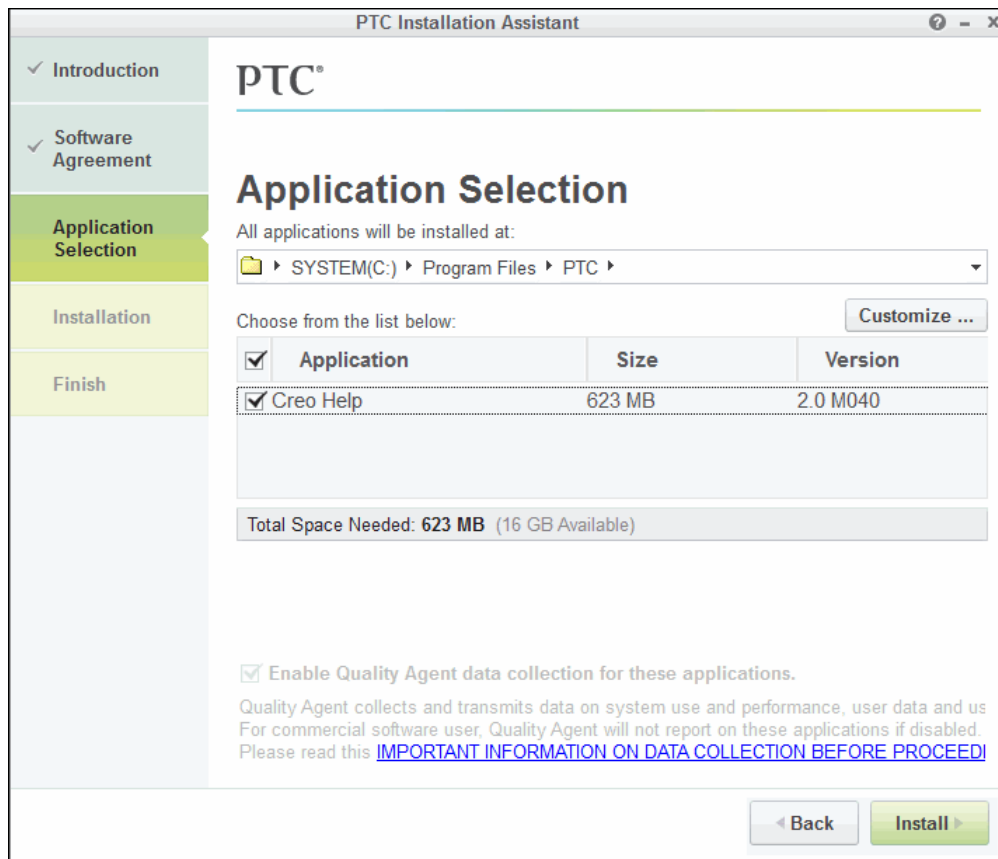 PTC Installation Assistant
Introduction
Software
Agreement
Application
Selection
Installation
Finish
PTC®
Application Selection
All applications will be installed at:
SYSTEM(C:) Program Files PTC
Choose from the list below:
Customize ...
Application Size Version
Creo Help 623 MB 2.0 M040
Total Space Needed: 623 MB (16 GB Available)
Enable Quality Agent data collection for these applications.
Quality Agent collects and transmits data on system use and performance, user data and us
For commercial software user, Quality Agent will not report on these applications if disabled.
Please read this IMPORTANT INFORMATION ON DATA COLLECTION BEFORE PROCEEDI
Back
Install